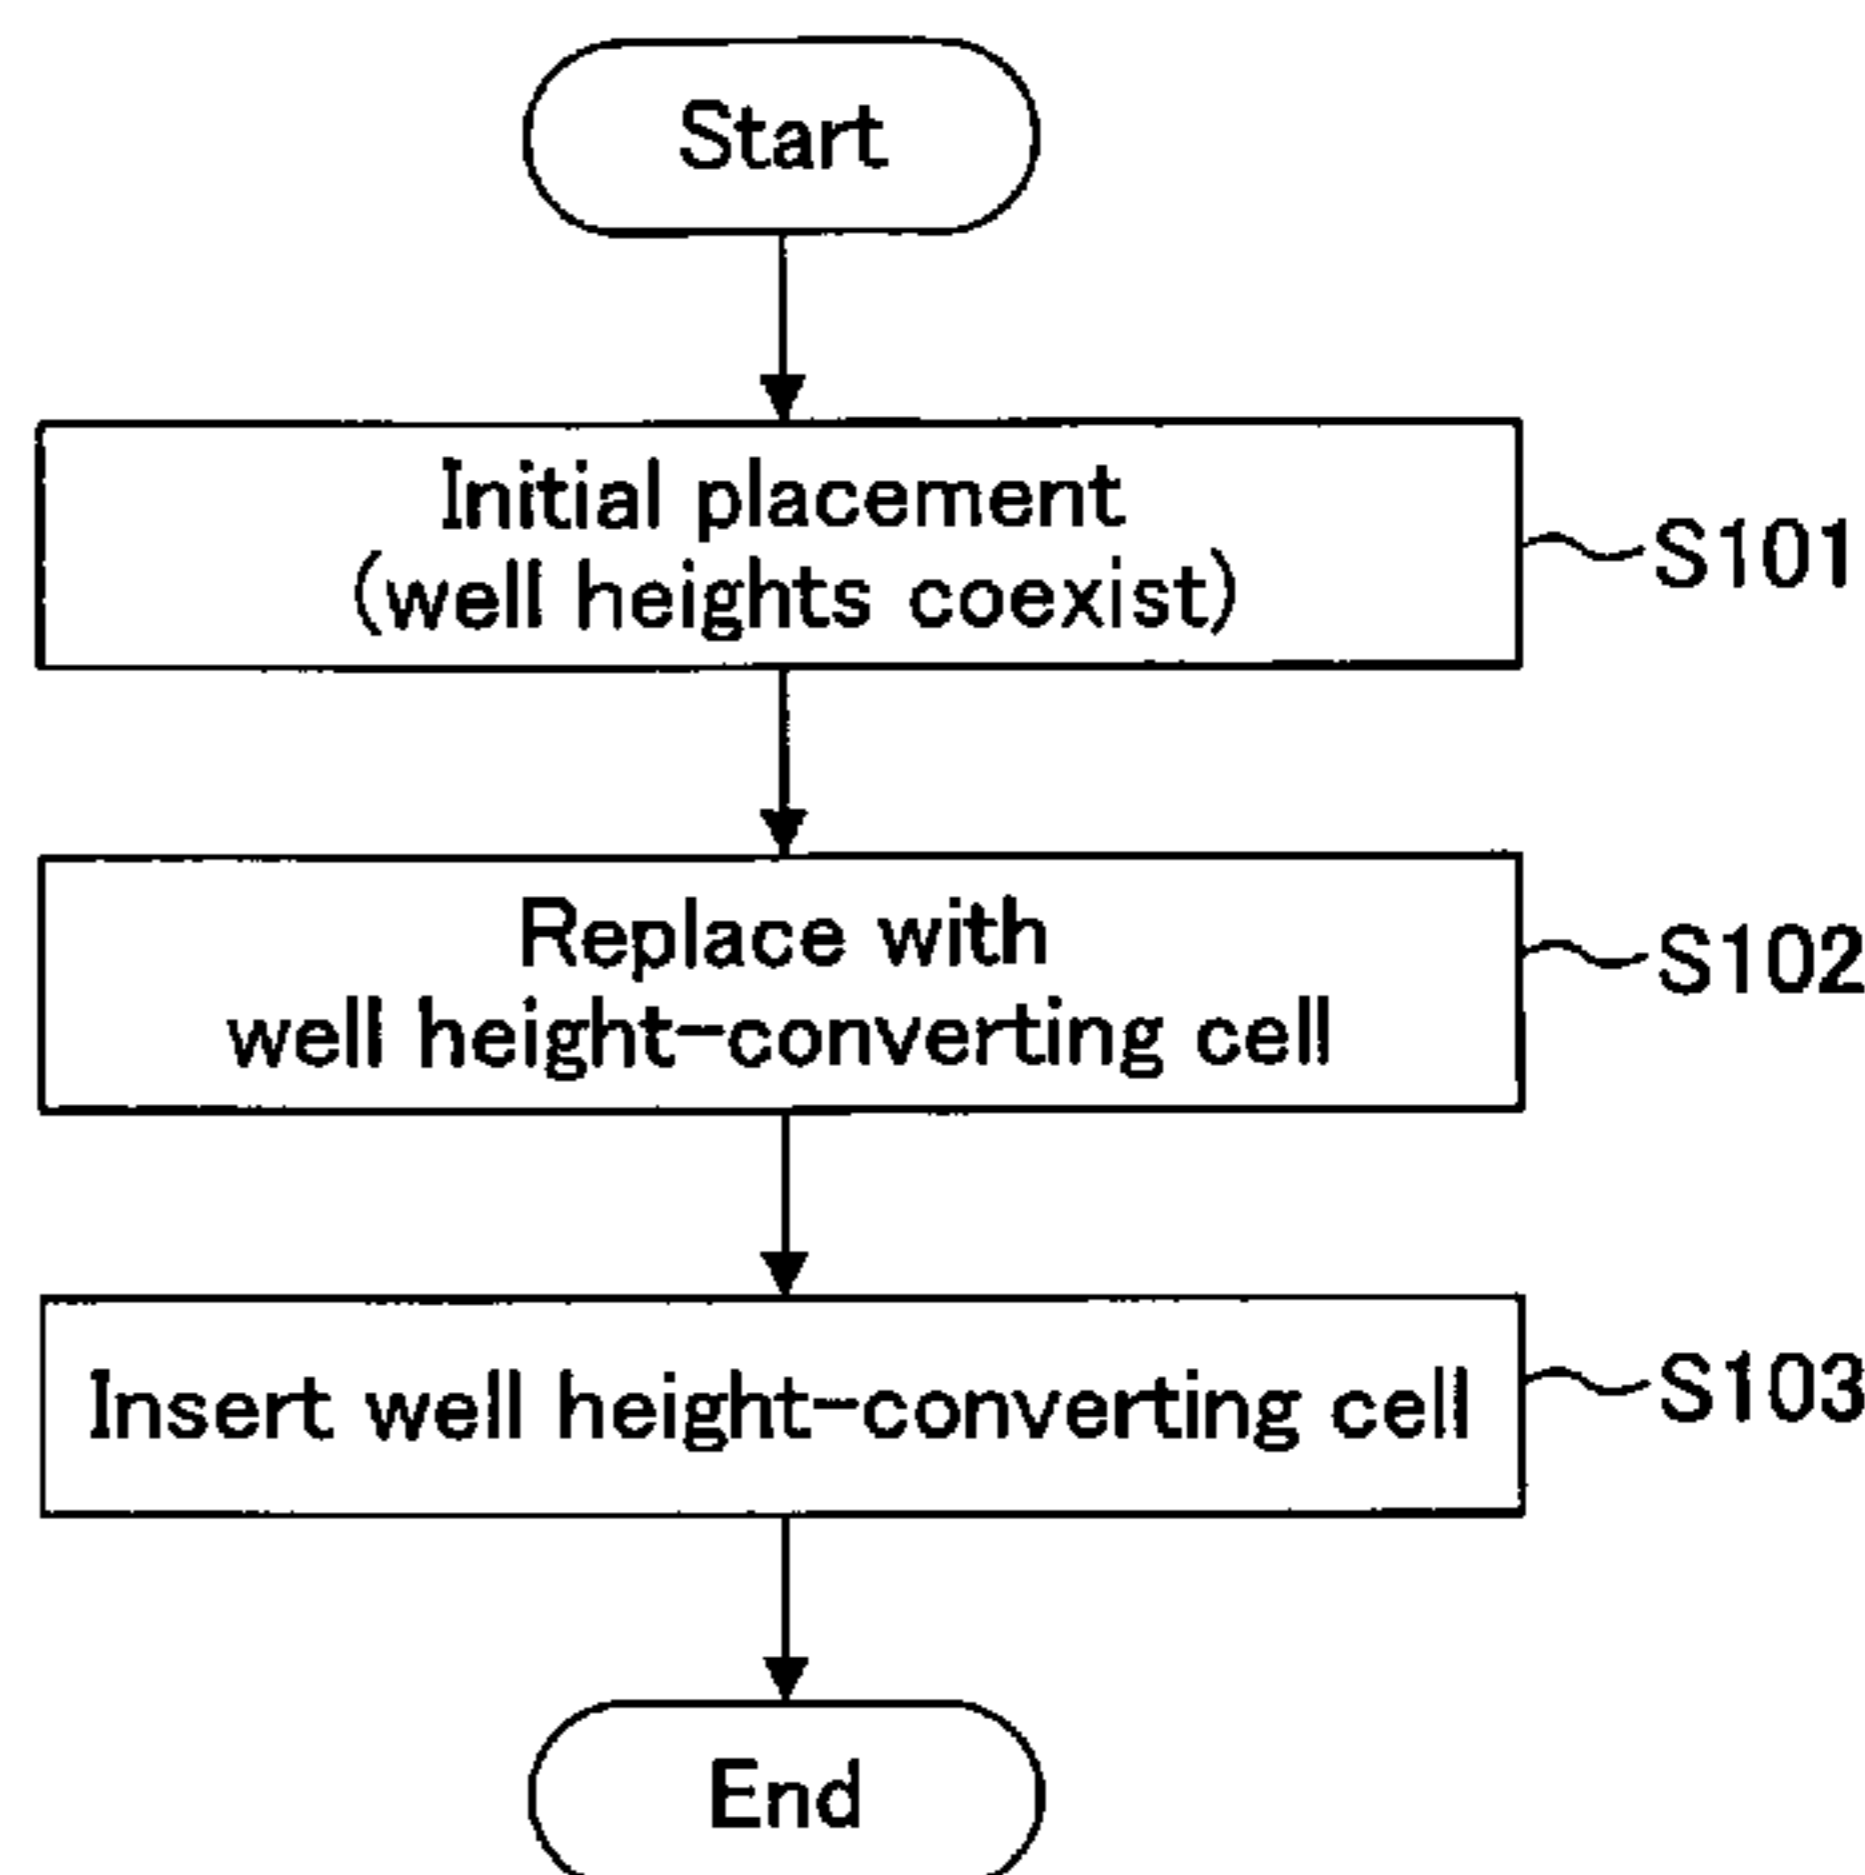 Start
Initial placement
(well heights coexist)
S101
Replace with
well height-converting cell
S102
Insert well height-converting cell
S103
End